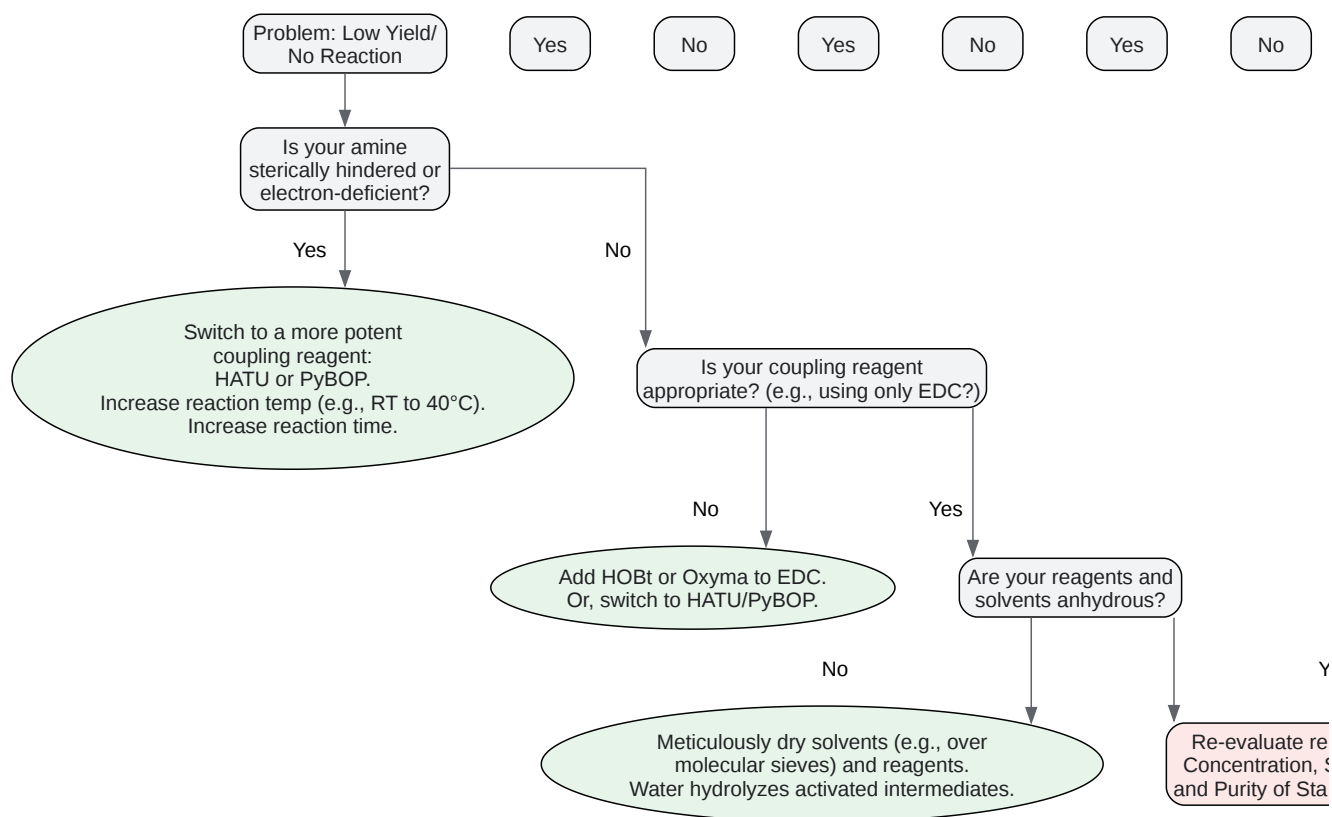 Problem: Low Yield/
No Reaction
Yes
No
Yes
No
Yes
No
Is your amine
sterically hindered or
electron-deficient?
Yes
No
Switch to a more potent
coupling reagent:
HATU or PyBOP.
Increase reaction temp (e.g., RT to 40°C).
Increase reaction time.
Is your coupling reagent
appropriate? (e.g., using only EDC?)
No
Yes
Add HOBt or Oxyma to EDC.
Or, switch to HATU/PyBOP.
Are your reagents and
solvents anhydrous?
No
Meticulously dry solvents (e.g., over
molecular sieves) and reagents.
Water hydrolyzes activated intermediates.
Re-evaluate
Concentration,
and Purity of